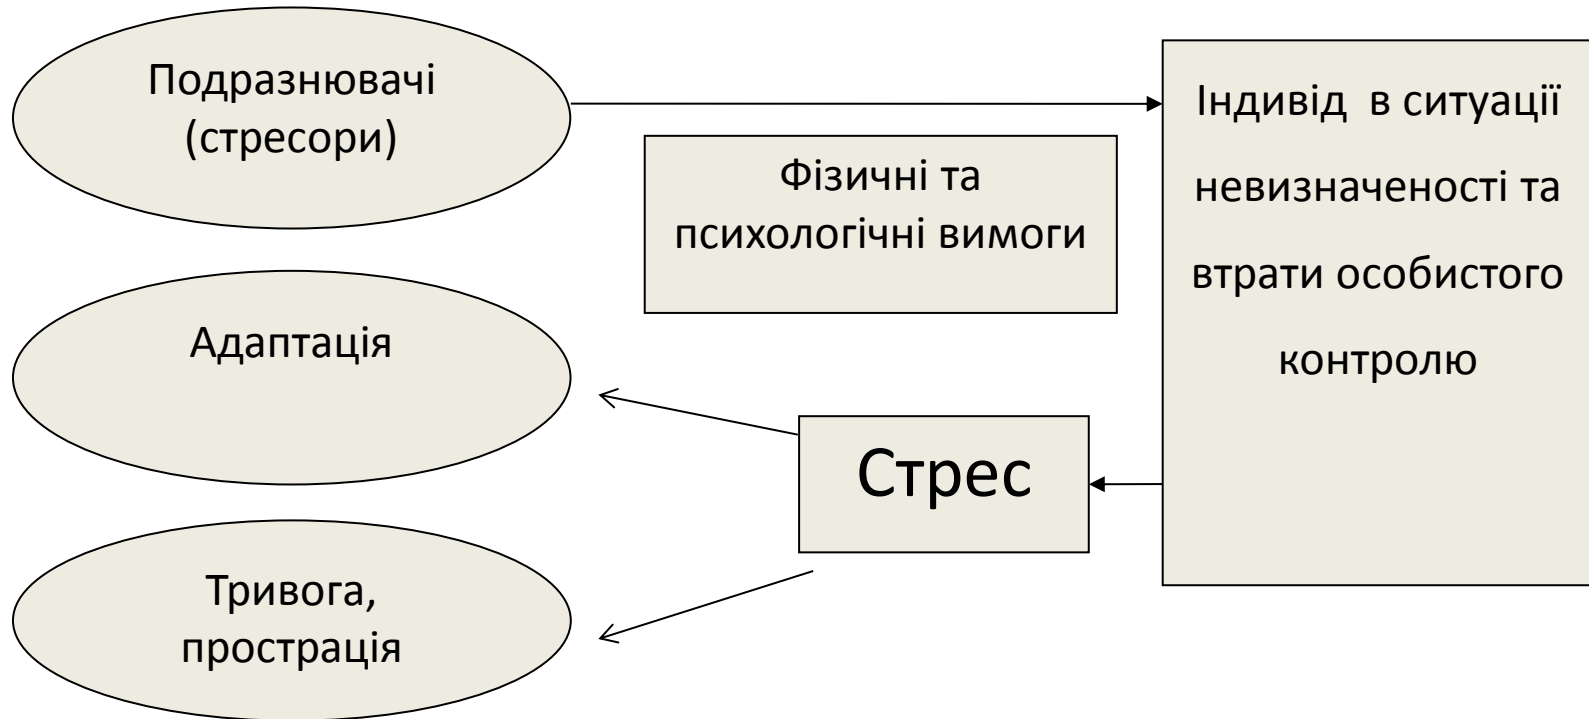 Подразнювачі
(стресори)
Фізичні та
психологічні вимоги
Індивід в ситуації
невизначеності та
втрати особистого
контролю
Адаптація
Стрес
Тривога,
прострація